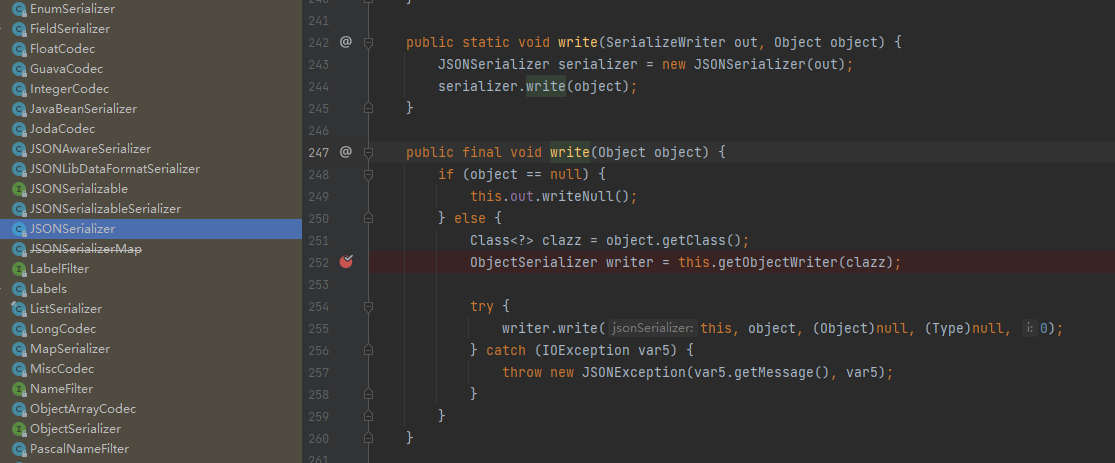 EnumSerializer
FieldSerializer
FloatCodec
GuavaCodec
IntegerCodec
JavaBeanSerializer
JodaCodec
JSONAwareSerializer
JSONLibDataFormatSerializer
JSONSerializable
JSONSerializableSerializer
JSONSerializer
JSONSerializerMap
LabelFilter
Labels
ListSerializer
LongCodec
MapSerializer
MiscCodec
NameFilter
ObjectArrayCodec
ObjectSerializer
PascalNameFilter
}
241
242 @ public static void write(SerializeWriter out, Object object) {
243 JSONSerializer serializer = new JSONSerializer(out);
244 serializer.write(object);
245 }
246
247 @ public final void write(Object object) {
248 if (object == null) {
249 this.out.writeNull();
250 } else {
251 Class<?> clazz = object.getClass();
252 ObjectSerializer writer = this.getObjectWriter(clazz);
253
254 try {
255 writer.write( jsonSerializer: this, object, (Object)null, (Type)null, i: 0);
256 } catch (IOException var5) {
257 throw new JSONException(var5.getMessage(), var5);
258 }
259 }
260 }
261